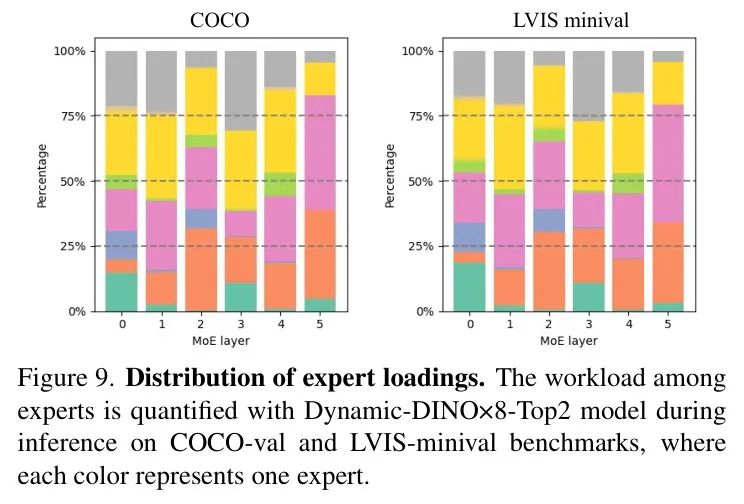 COCO
100%
75%
50%
25%
0%
Percentage
0 1 2 3 4 5
MoE layer
LVIS minival
100%
75%
50%
25%
0%
Percentage
0 1 2 3 4 5
MoE layer
Figure 9. Distribution of expert loadings. The workload among
experts is quantified with Dynamic-DINO×8-Top2 model during
inference on COCO-val and LVIS-minival benchmarks, where
each color represents one expert.